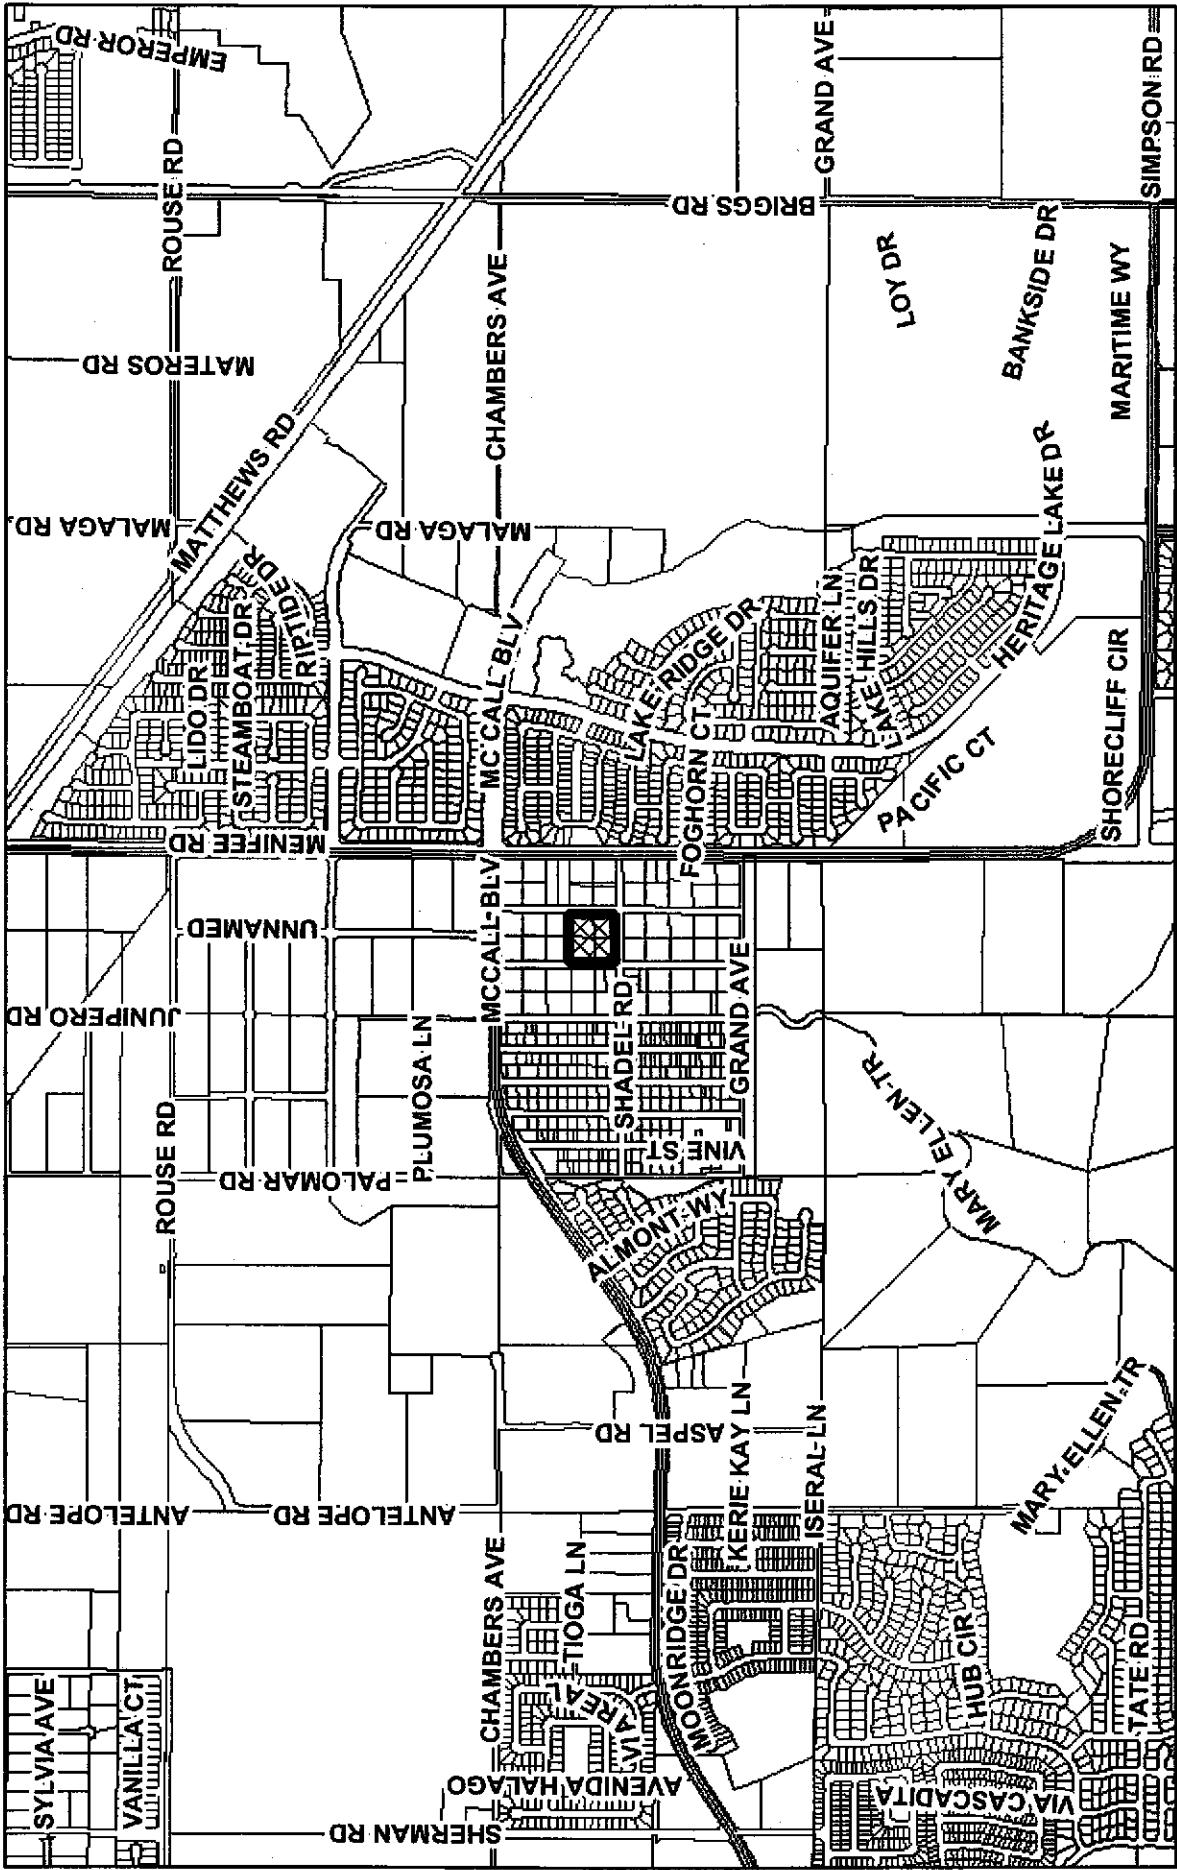 EMPEROR RD
ROUSE RD
GRAND AVE
SIMPSON RD
BRIGGS RD
MATEROS RD
CHAMBERS AVE
LOY DR
BANKSIDE DR
MARITIME WY
MATTHEWS RD
MALAGA RD
MALAGA RD
RIPTIDE DR
LIDO DR
STEAMBOAT DR
MC CALL BLV
LAKE RIDGE DR
AQUIFER LN
LAKE HILLS DR
HERITAGE LAKE DR
FOGHORN CT
PACIFIC CT
SHORECLIFF CIR
MENIFEE RD
UNNAMED
MCCALL BLV
JUNIPERO RD
PLUMOSA LN
SHADEL RD
GRAND AVE
ROUSE RD
PALOMAR RD
VINE ST
MARY ELLEN TR
ALMONT WY
ASPEL RD
KERIE KAY LN
ISERAL LN
MARY ELLEN TR
ANTELOPE RD
ANTELOPE RD
CHAMBERS AVE
TIOGA LN
MOONRIDGE DR
VIA REAL
HUB CIR
TATE RD
SYLVIA AVE
VANILLA CT
AVENIDA HALAGO
SHERMAN RD
VIA CASCADITA